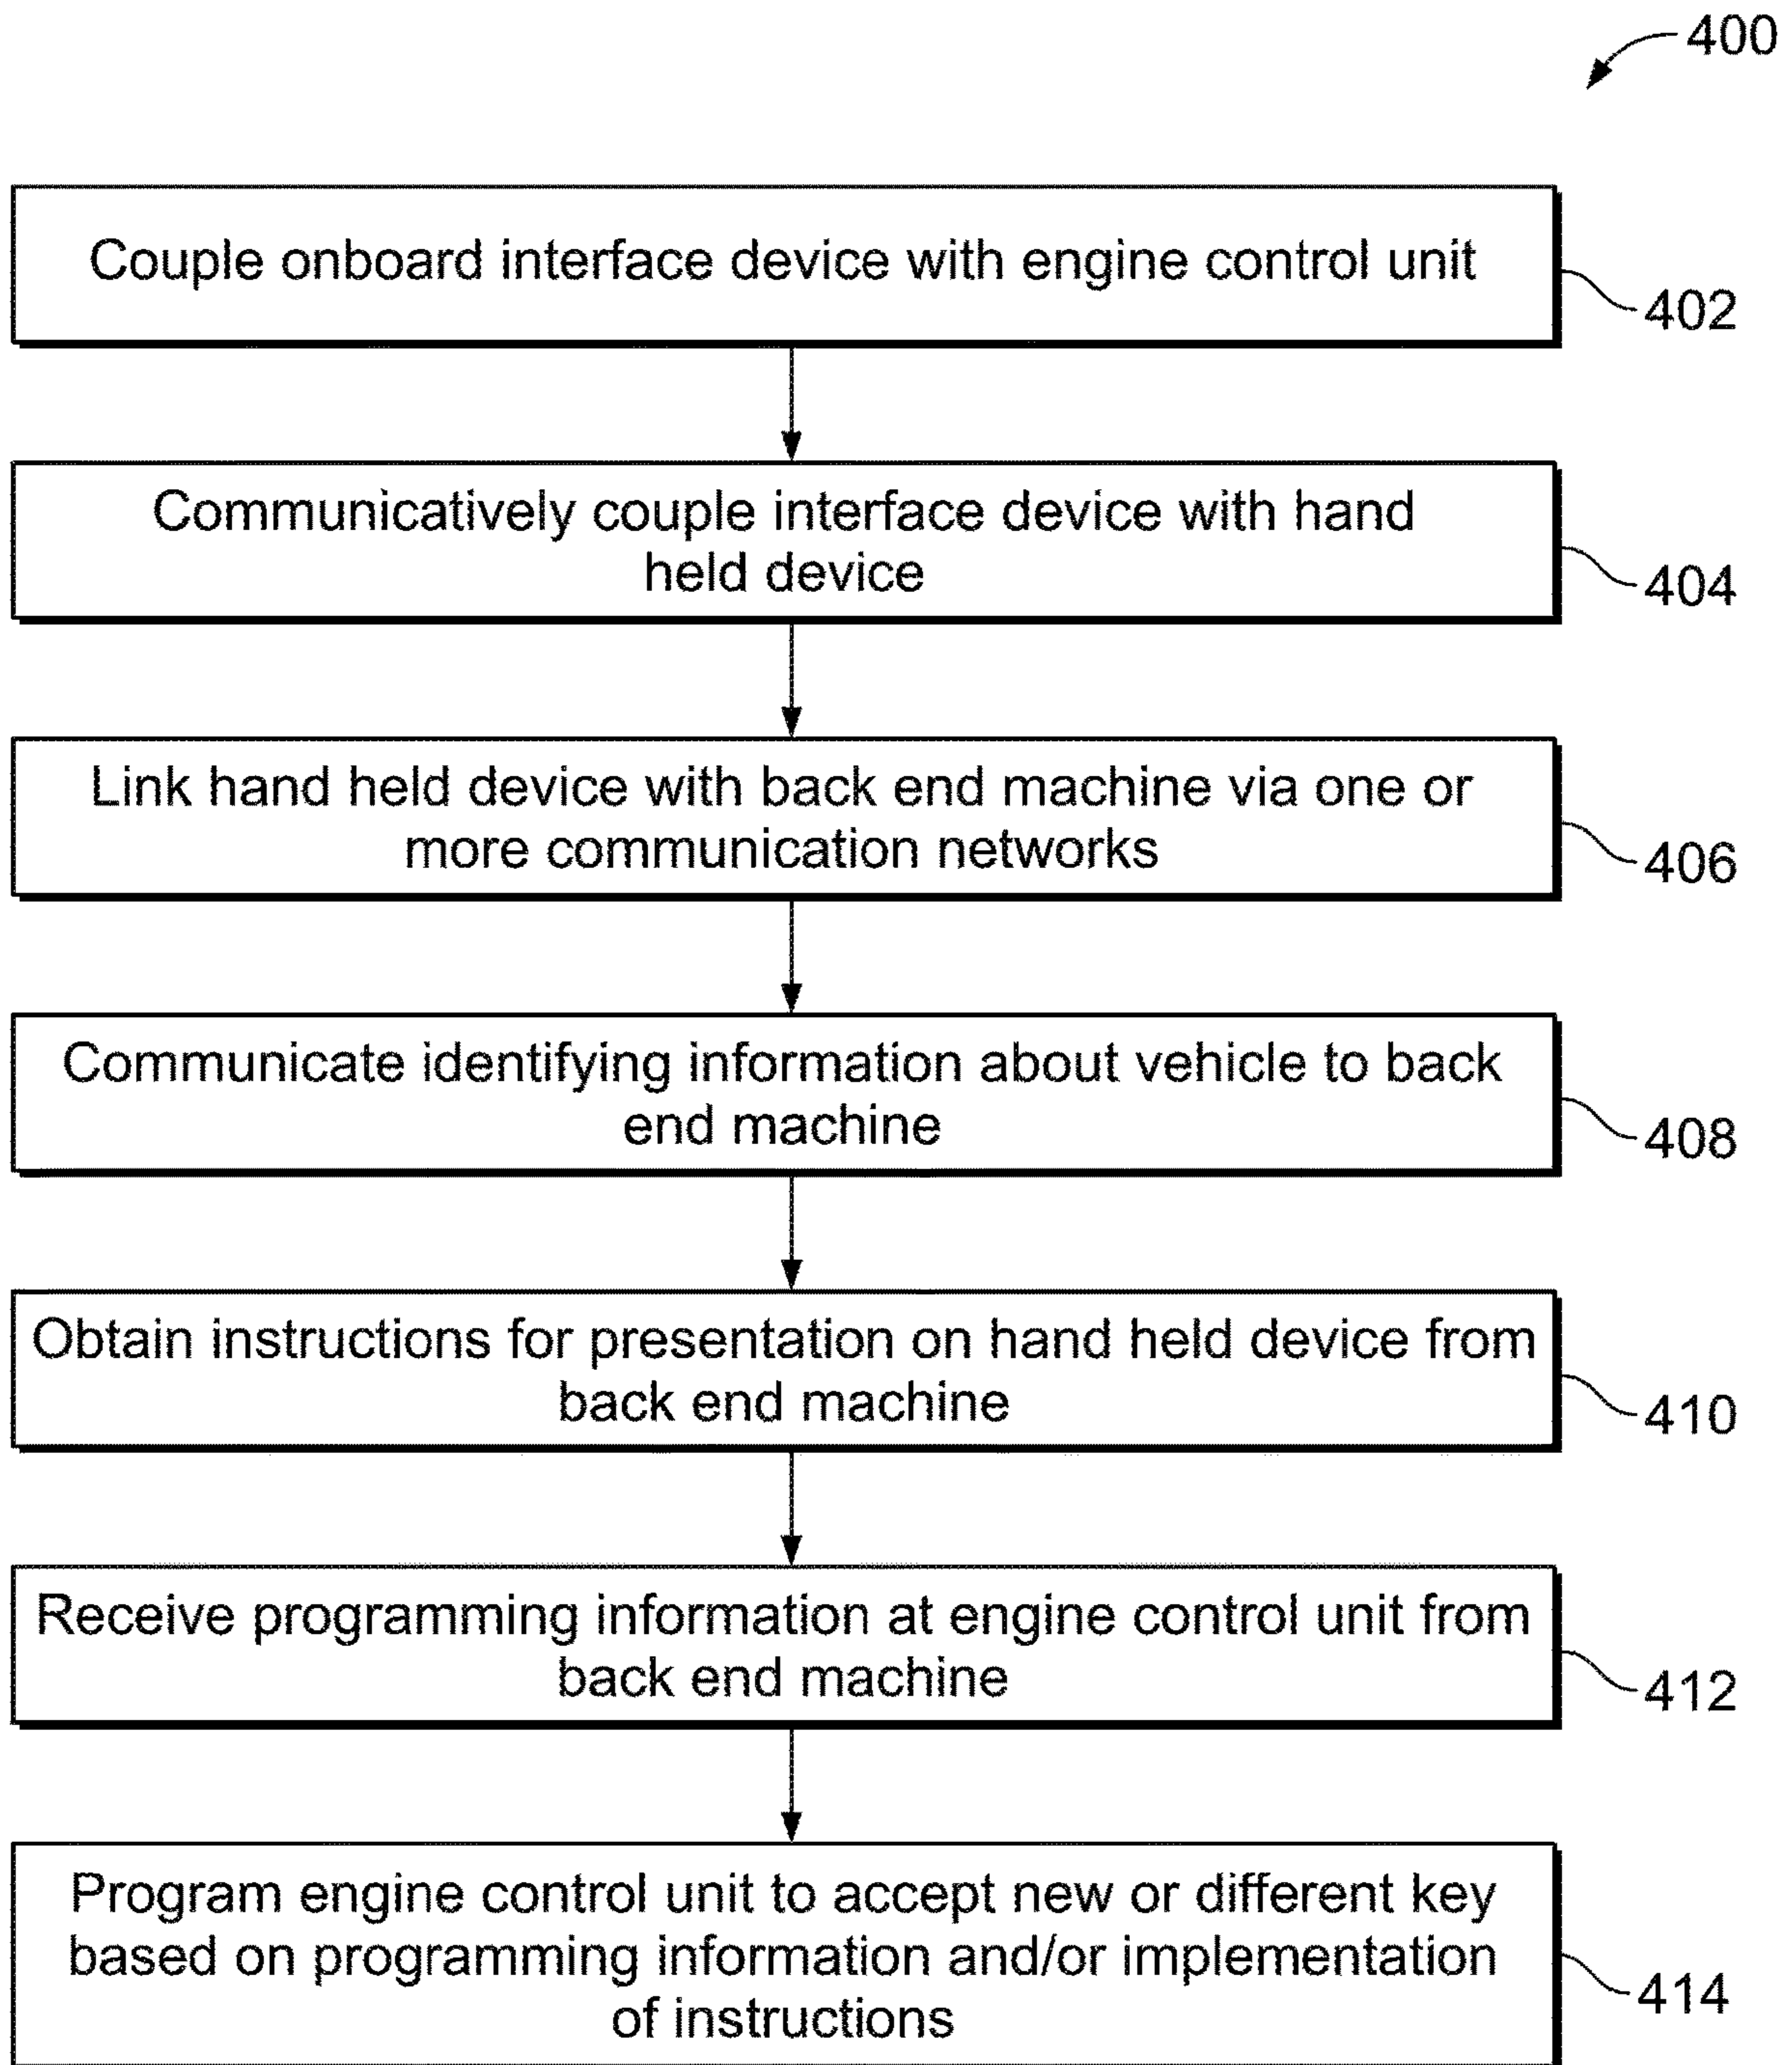 400
Couple onboard interface device with engine control unit
402
Communicatively couple interface device with hand
held device
404
Link hand held device with back end machine via one or
more communication networks
406
Communicate identifying information about vehicle to back
end machine
408
Obtain instructions for presentation on hand held device from
back end machine
410
Receive programming information at engine control unit from
back end machine
412
Program engine control unit to accept new or different key
based on programming information and/or implementation
of instructions
414